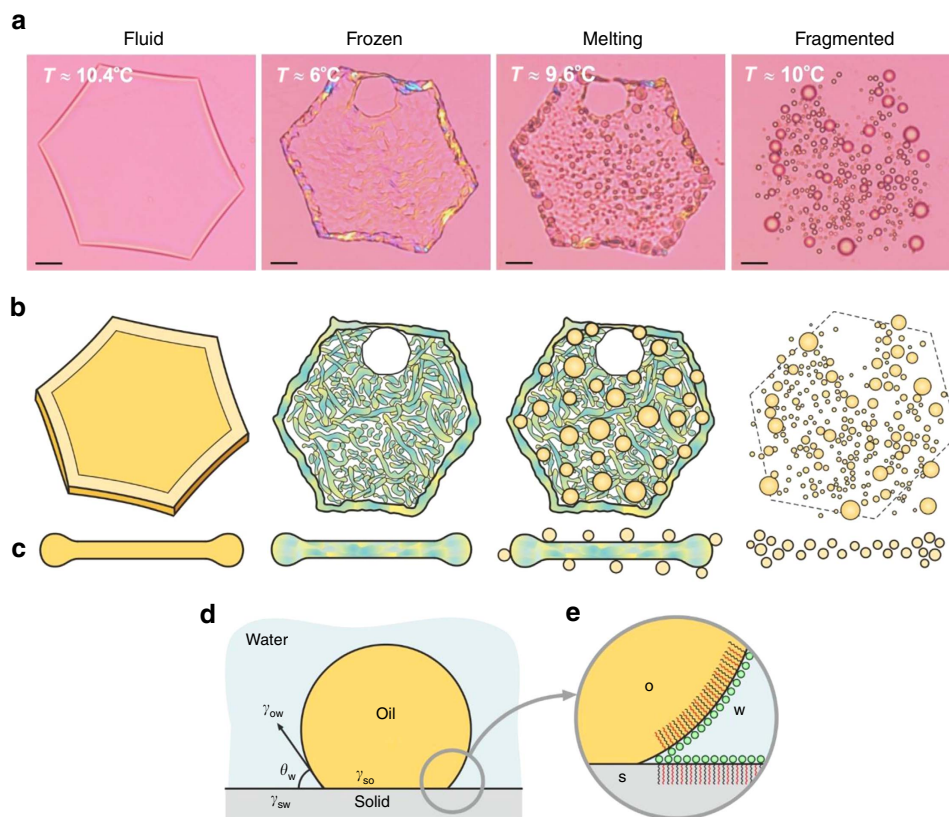 a
Fluid Frozen Melting Fragmented
T ≈ 10.4°C T ≈ 6°C T ≈ 9.6°C T ≈ 10°C
b
c
d
e
Water
Oil
γow
θw
γso
γsw
Solid
o
w
s